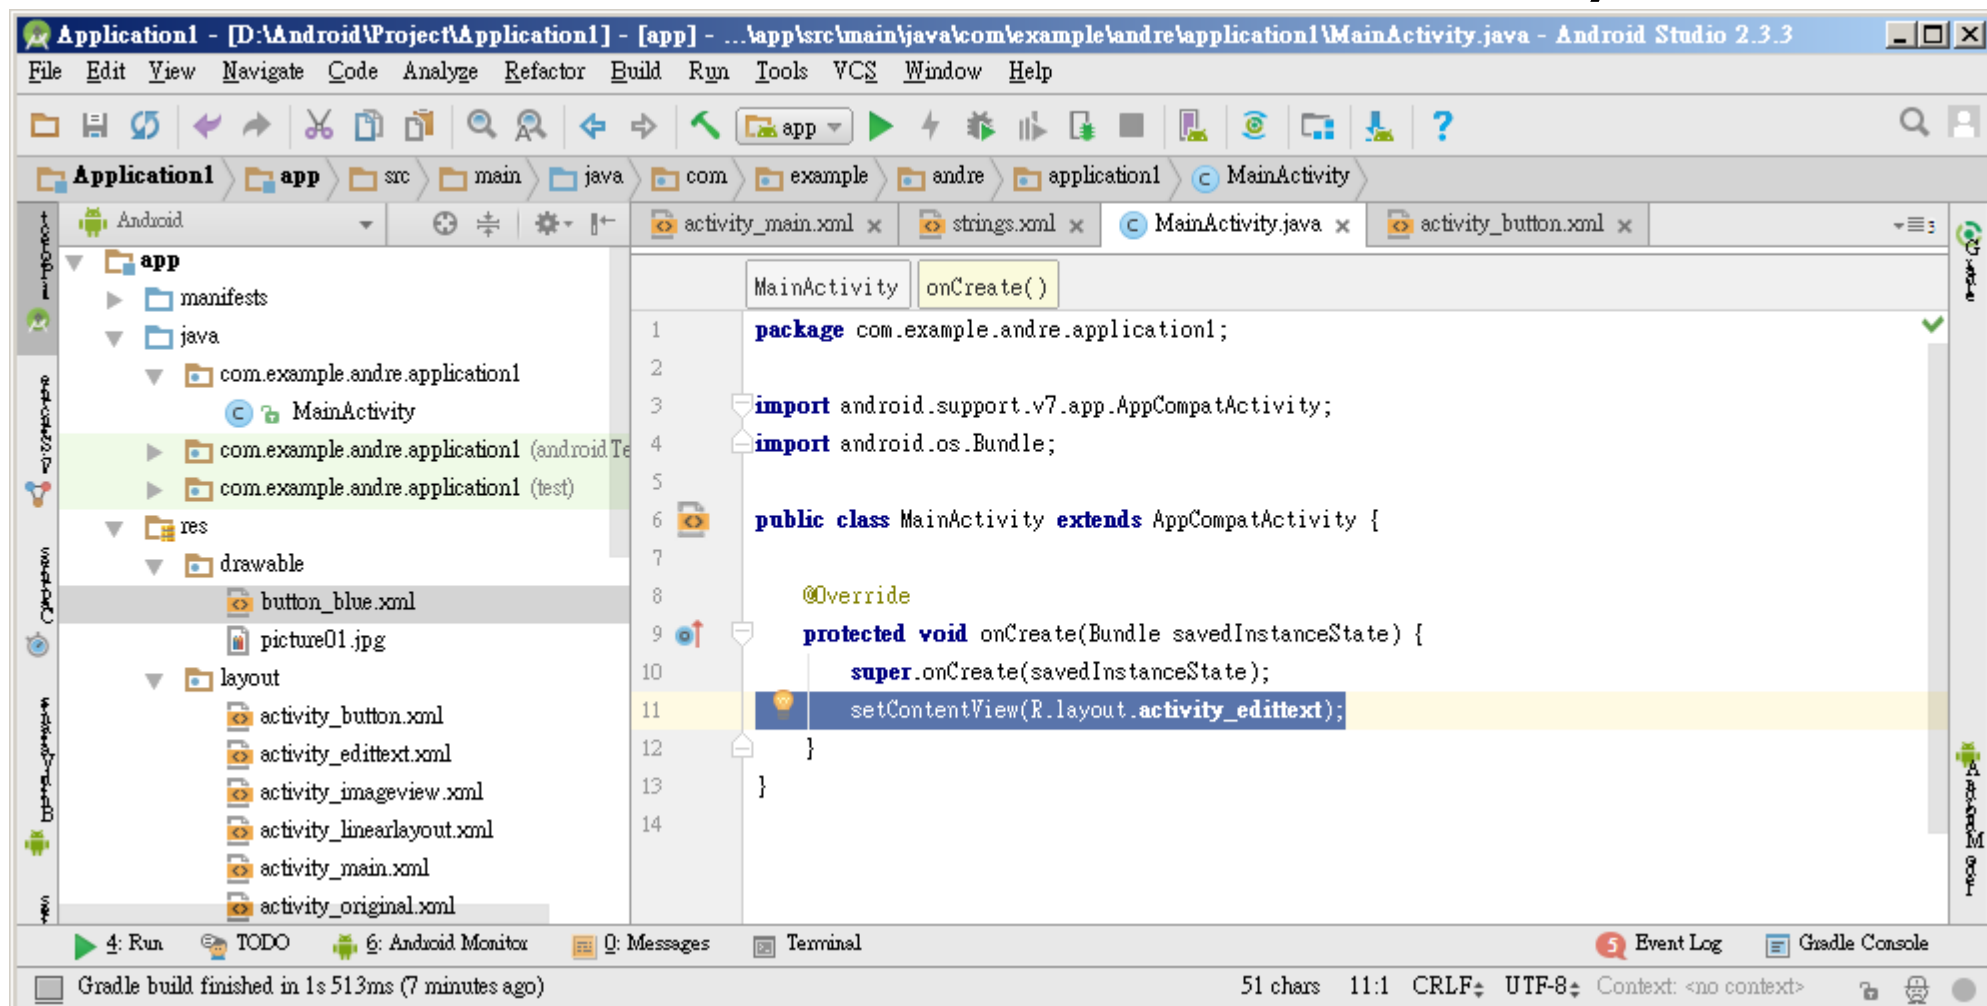 Application1 - [D:\Android\Project\Application1] - [app] - ...\app\src\main\java\com\example\andre\application1\MainActivity.java - Android Studio 2.3.3
File Edit View Navigate Code Analyze Refactor Build Run Tools VCS Window Help
app
Application1 app src main java com example andre application1 MainActivity
Android
activity_main.xml strings.xml MainActivity.java activity_button.xml
app
manifests
java
com.example.andre.application1
MainActivity
com.example.andre.application1 (androidTe
com.example.andre.application1 (test)
res
drawable
button_blue.xml
picture01.jpg
layout
activity_button.xml
activity_edittext.xml
activity_imageview.xml
activity_linearlayout.xml
activity_main.xml
activity_original.xml
MainActivity onCreate()
1 package com.example.andre.application1;
2
3 import android.support.v7.app.AppCompatActivity;
4 import android.os.Bundle;
5
6 public class MainActivity extends AppCompatActivity {
7
8 @Override
9 protected void onCreate(Bundle savedInstanceState) {
10 super.onCreate(savedInstanceState);
11 setContentView(R.layout.activity_edittext);
12 }
13 }
14
4: Run TODO 6: Android Monitor 0: Messages Terminal 5 Event Log Gradle Console
Gradle build finished in 1s 513ms (7 minutes ago) 51 chars 11:1 CRLF UTF-8 Context: <no context>